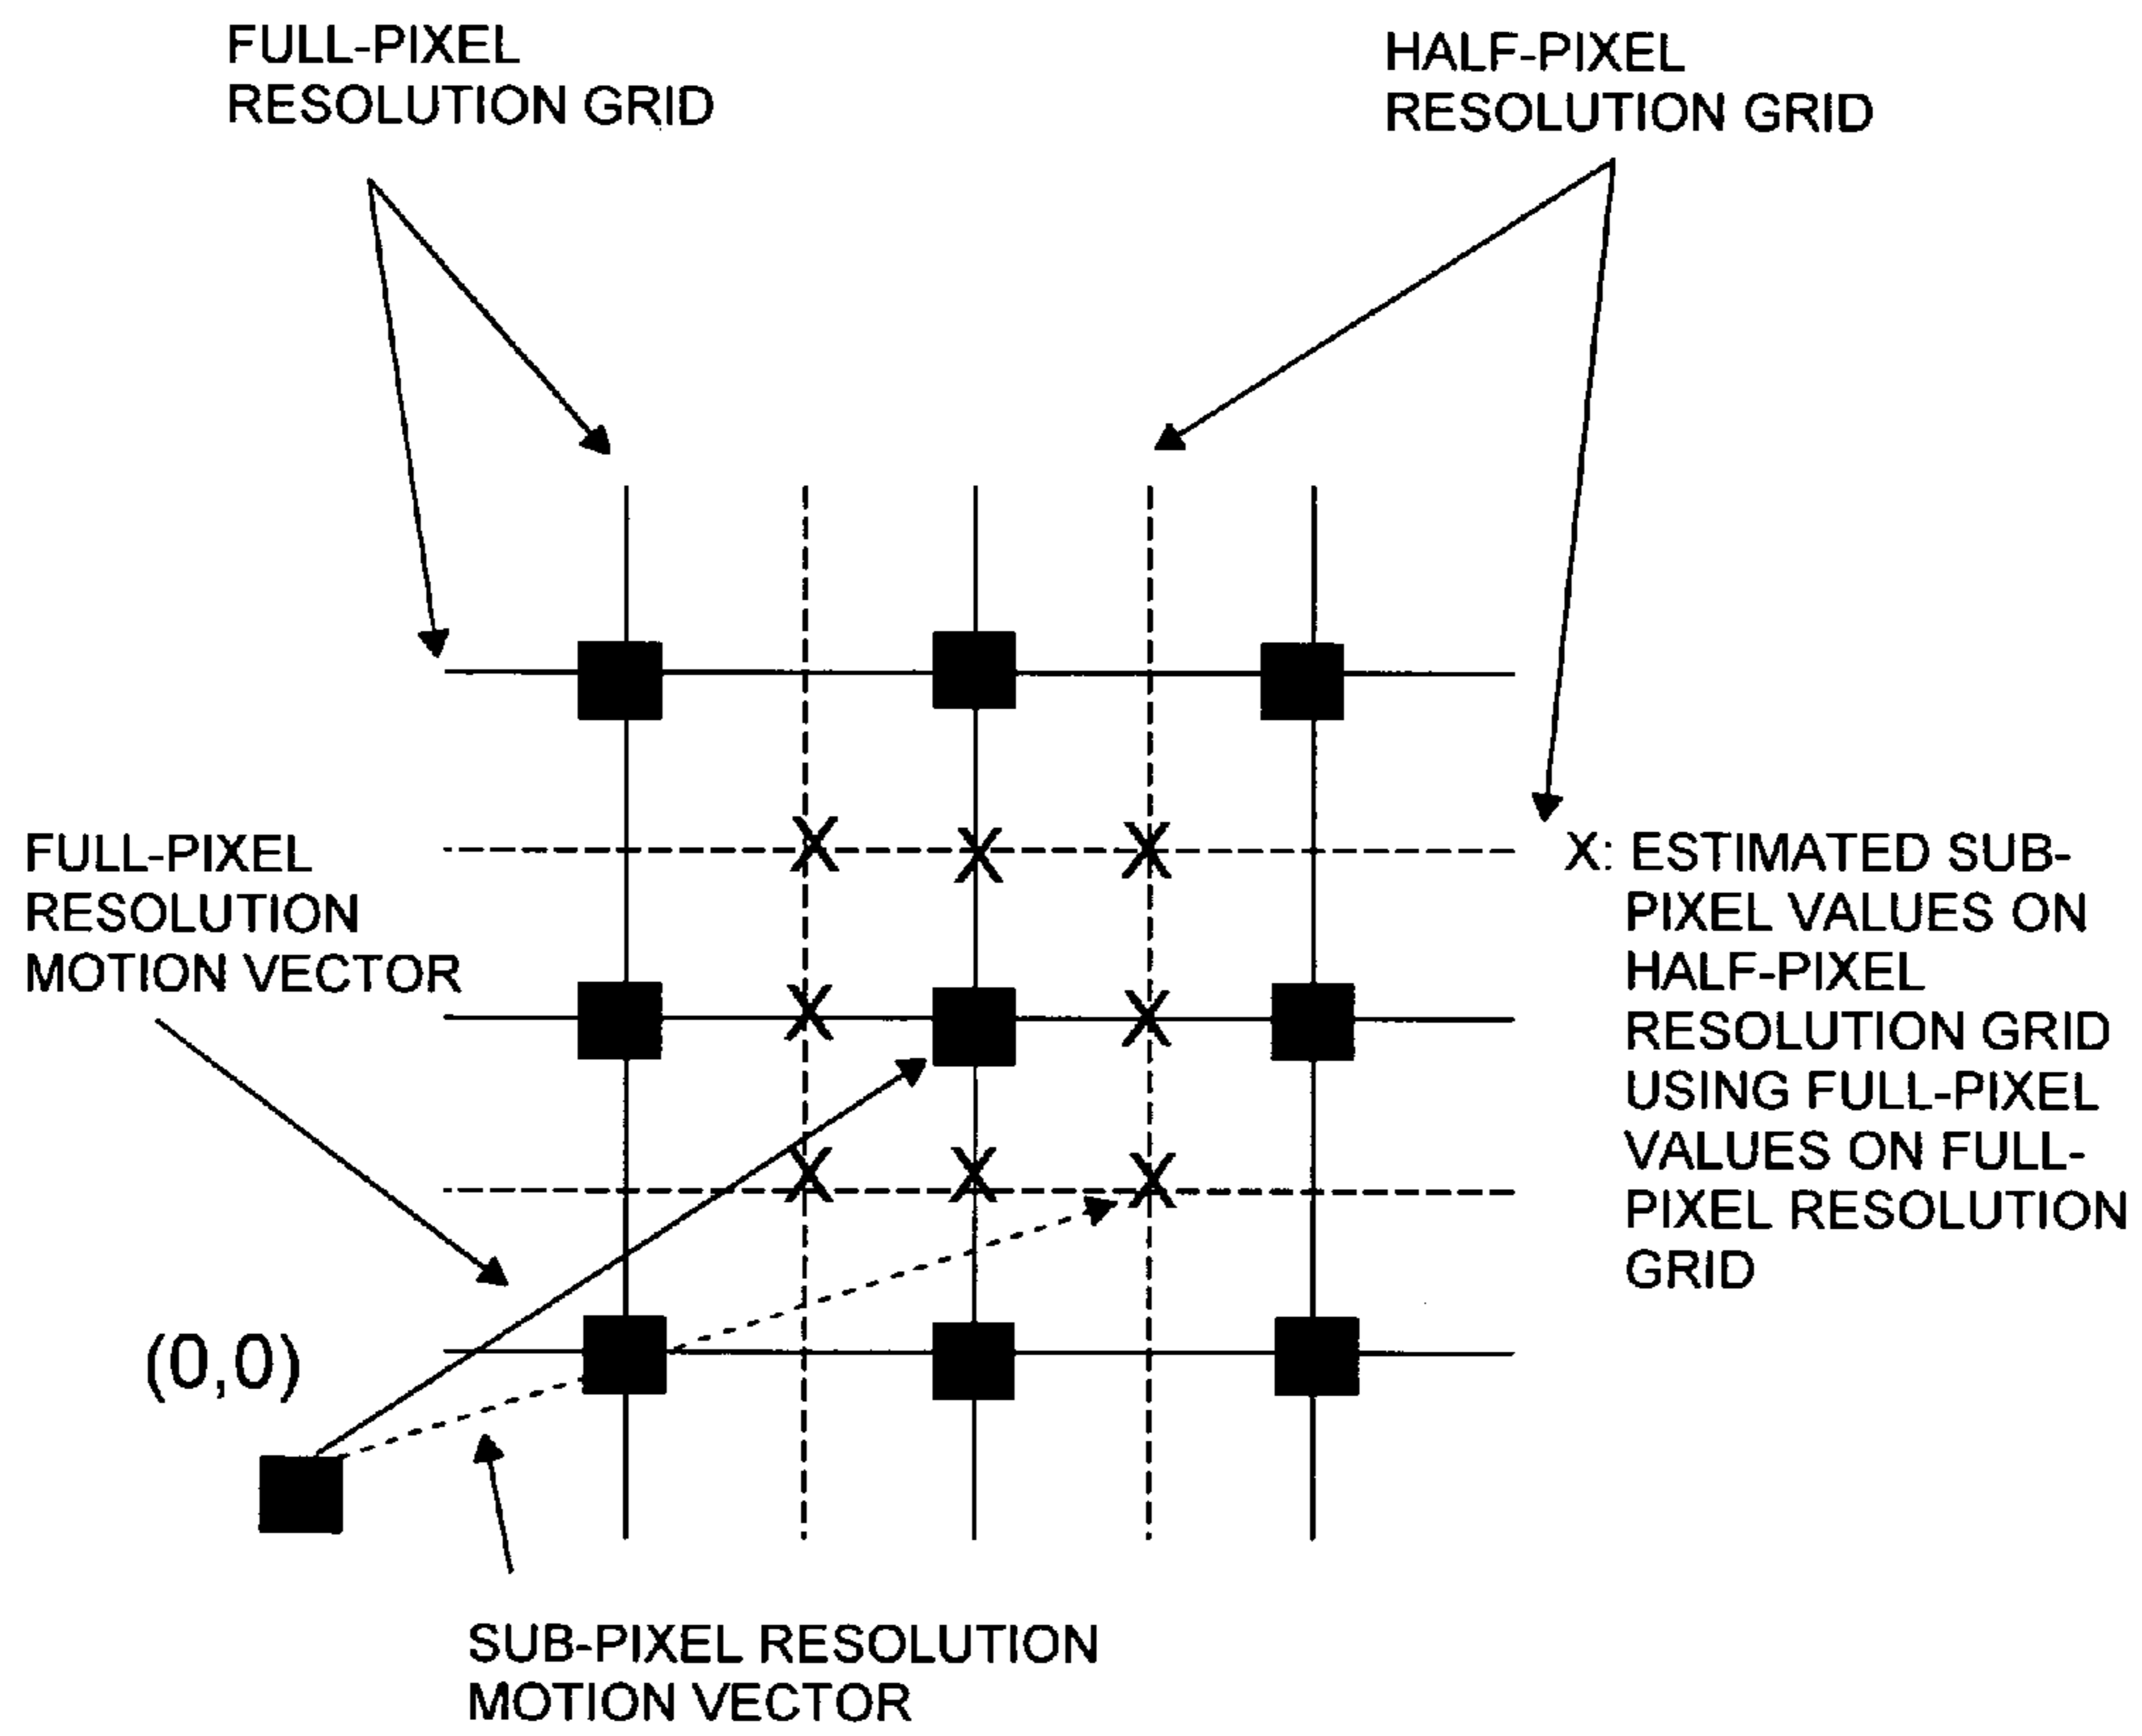 FULL-PIXEL
RESOLUTION GRID
HALF-PIXEL
RESOLUTION GRID
FULL-PIXEL
RESOLUTION
MOTION VECTOR
X: ESTIMATED SUB-
PIXEL VALUES ON
HALF-PIXEL
RESOLUTION GRID
USING FULL-PIXEL
VALUES ON FULL-
PIXEL RESOLUTION
GRID
X X X
X X
X X X
(0,0)
SUB-PIXEL RESOLUTION
MOTION VECTOR